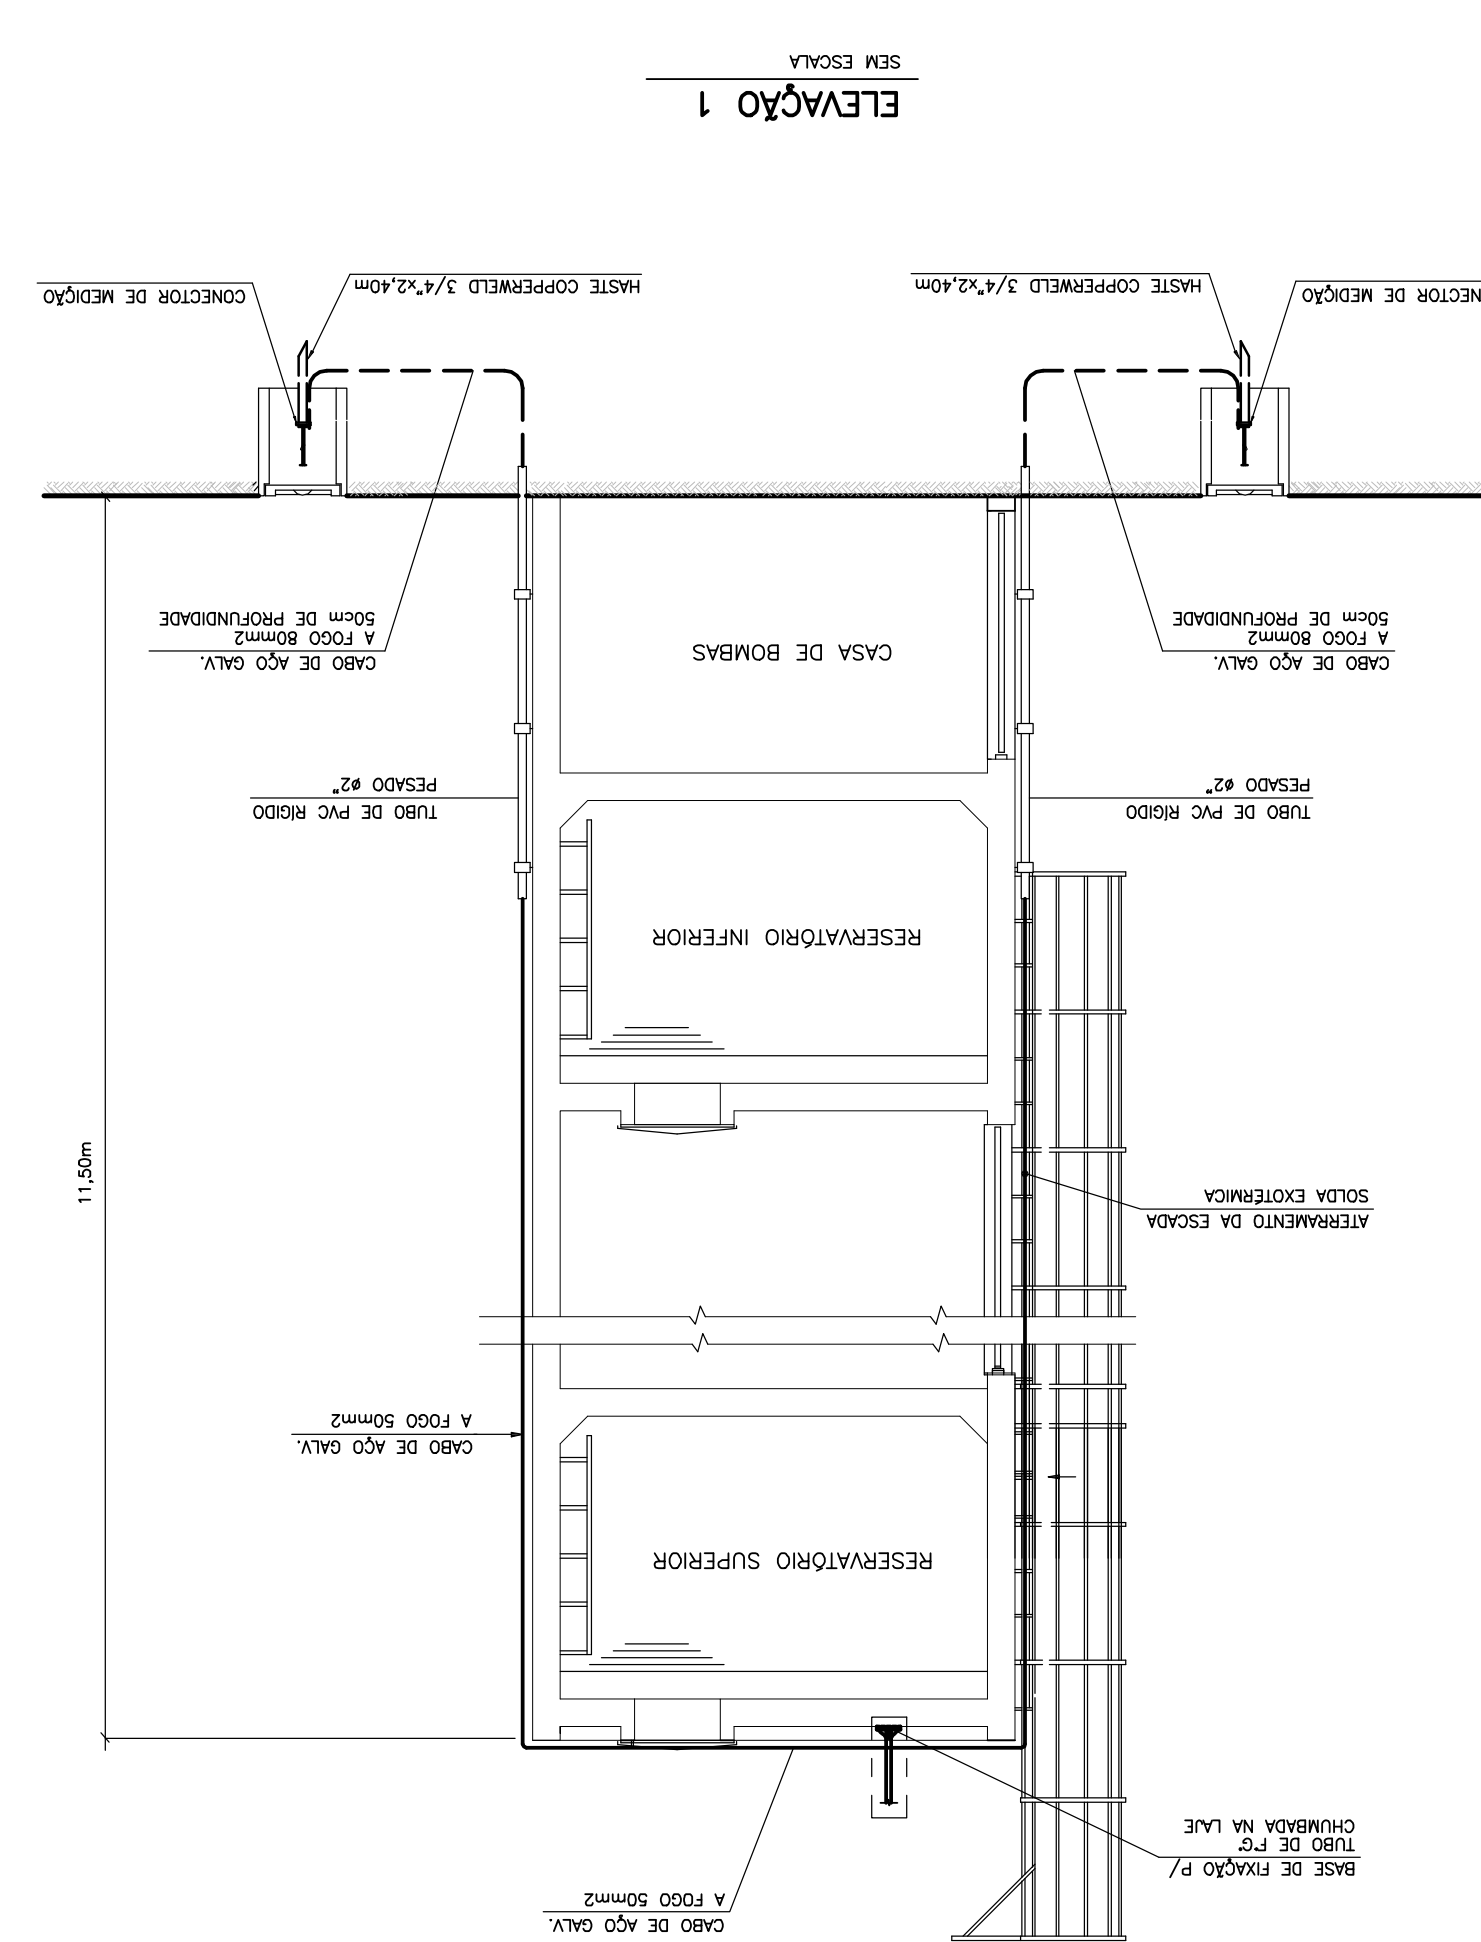 CABO DE AÇO GALV.
A FOGO 50mm2
BASE DE FIXAÇÃO P/
TUBO DE F°G°
CHUMBADA NA LAJE
RESERVATÓRIO SUPERIOR
CABO DE AÇO GALV.
A FOGO 50mm2
ATERRAMENTO DA ESCADA
SOLDA EXOTÉRMICA
11,50m
RESERVATÓRIO INFERIOR
TUBO DE PVC RÍGIDO
PESADO ø2"
TUBO DE PVC RÍGIDO
PESADO ø2"
CASA DE BOMBAS
CABO DE AÇO GALV.
A FOGO 80mm2
50cm DE PROFUNDIDADE
CABO DE AÇO GALV.
A FOGO 80mm2
50cm DE PROFUNDIDADE
NECTOR DE MEDIÇÃO
HASTE COPPERWELD 3/4"x2,40m
HASTE COPPERWELD 3/4"x2,40m
CONECTOR DE MEDIÇÃO
ELEVAÇÃO 1
SEM ESCALA